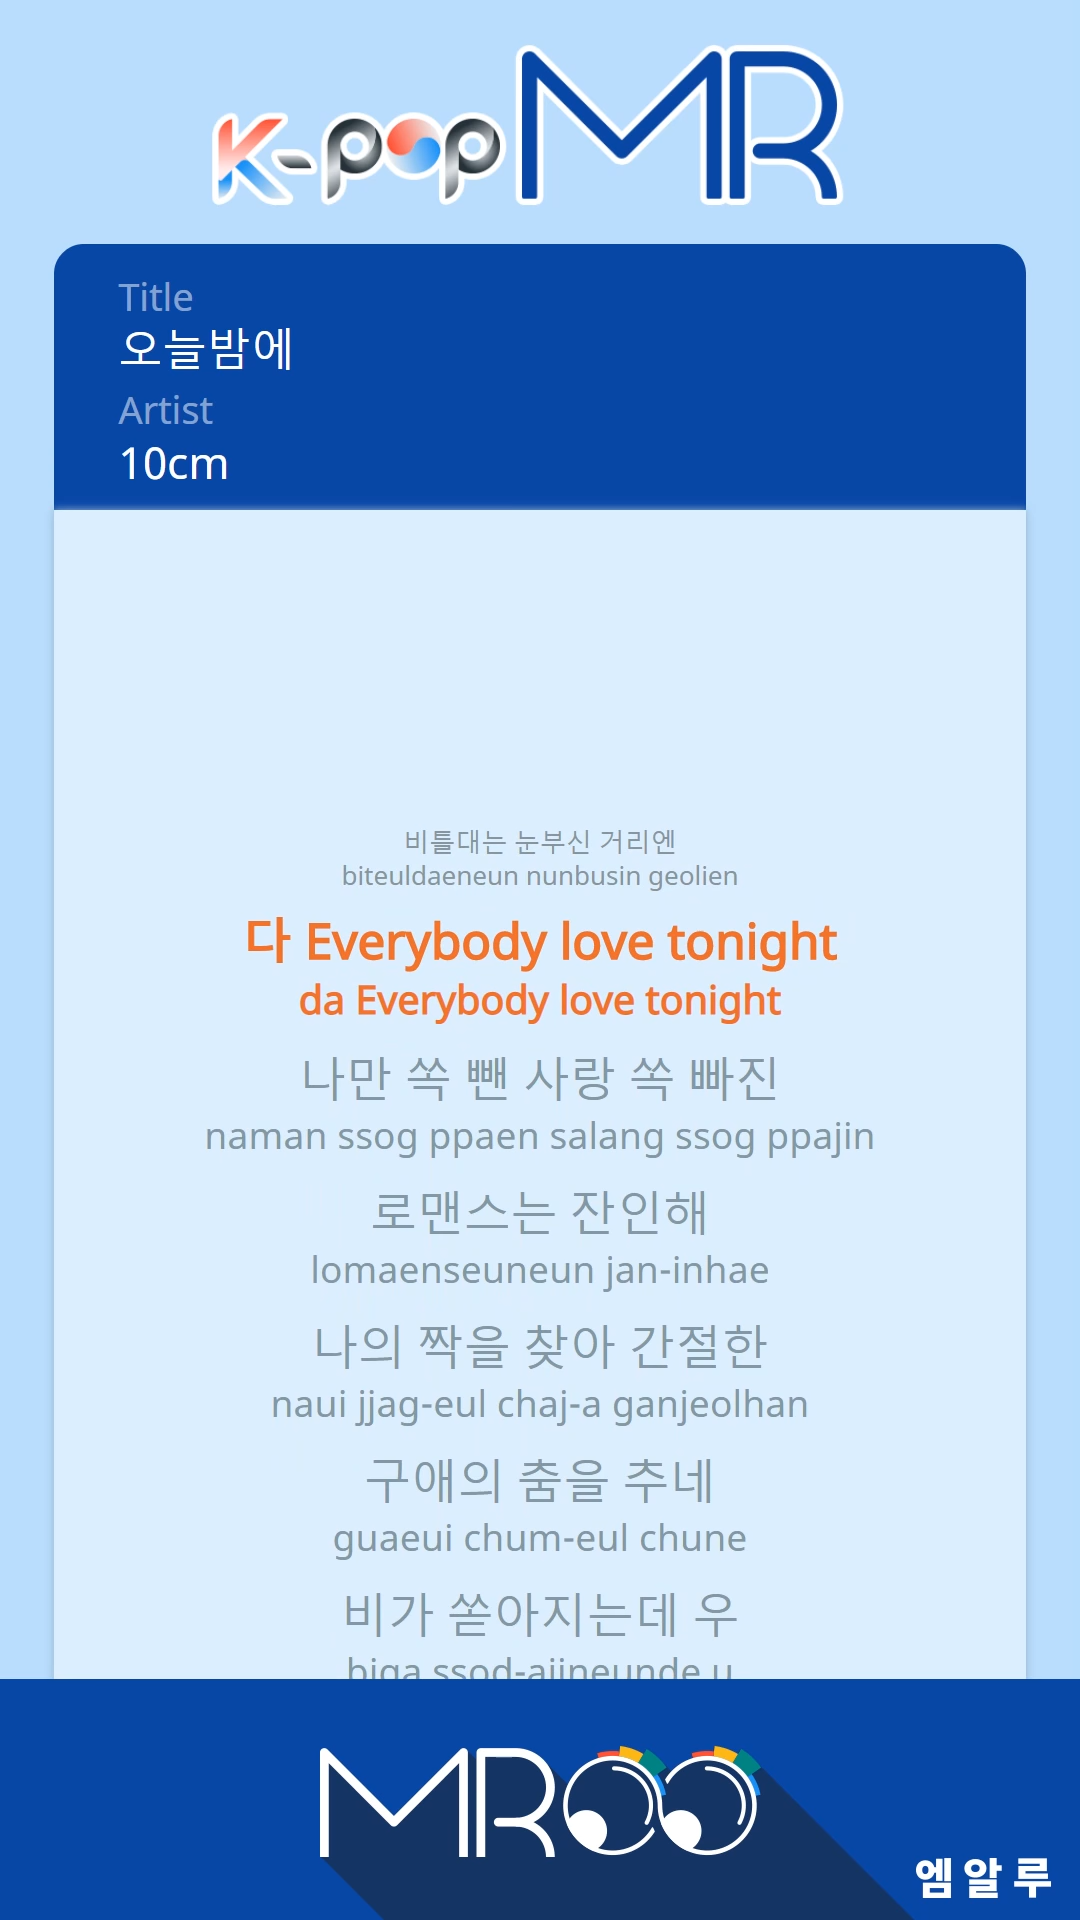 K-pop MR
Title
오늘밤에
Artist
10cm
비틀대는 눈부신 거리엔
biteuldaeneun nunbusin geolien
다 Everybody love tonight
da Everybody love tonight
나만 쏙 뺀 사랑 쏙 빠진
naman ssog ppaen salang ssog ppajin
로맨스는 잔인해
lomaenseuneun jan-inhae
나의 짝을 찾아 간절한
naui jjag-eul chaj-a ganjeolhan
구애의 춤을 추네
guaeui chum-eul chune
비가 쏟아지는데 우
biga ssod-ajineunde u
MROO
엠알루